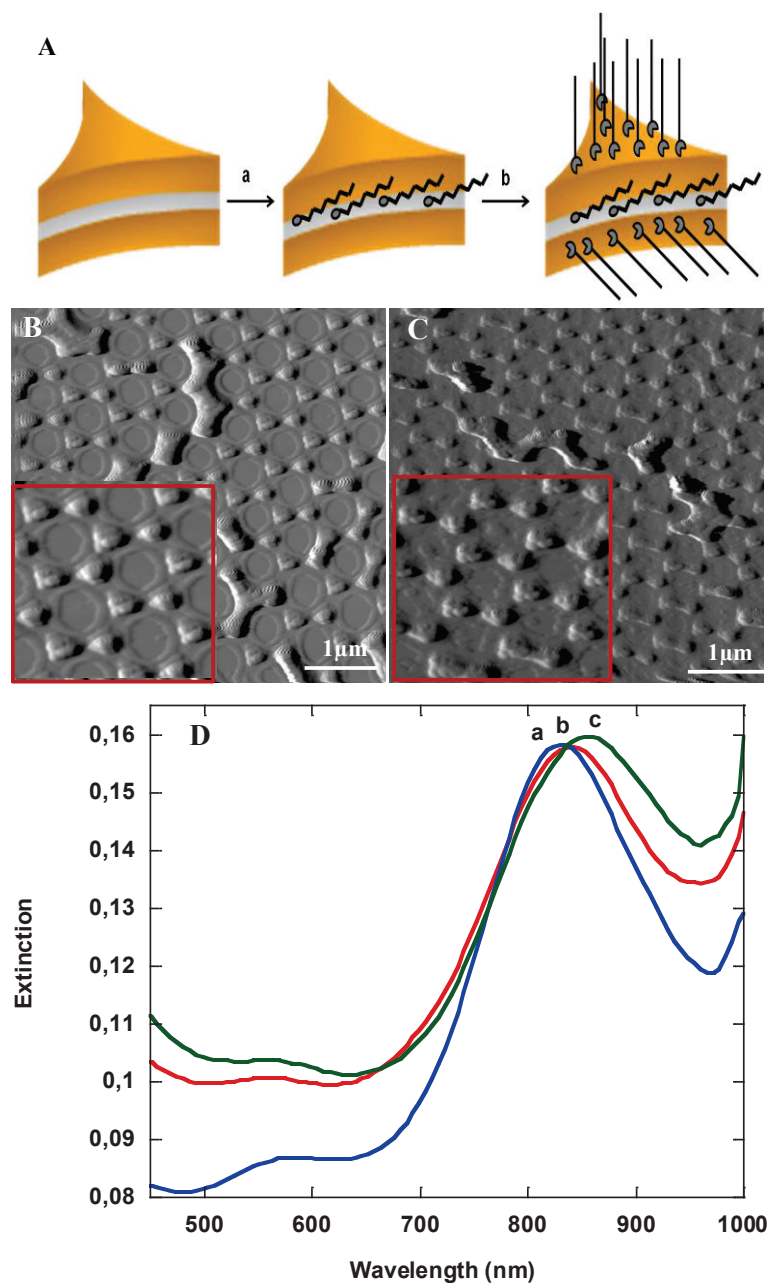 A
a
b
B
C
1µm
1µm
D
a b c
0,16
0,15
0,14
0,13
0,12
0,11
0,1
0,09
0,08
Extinction
500 600 700 800 900 1000
Wavelength (nm)